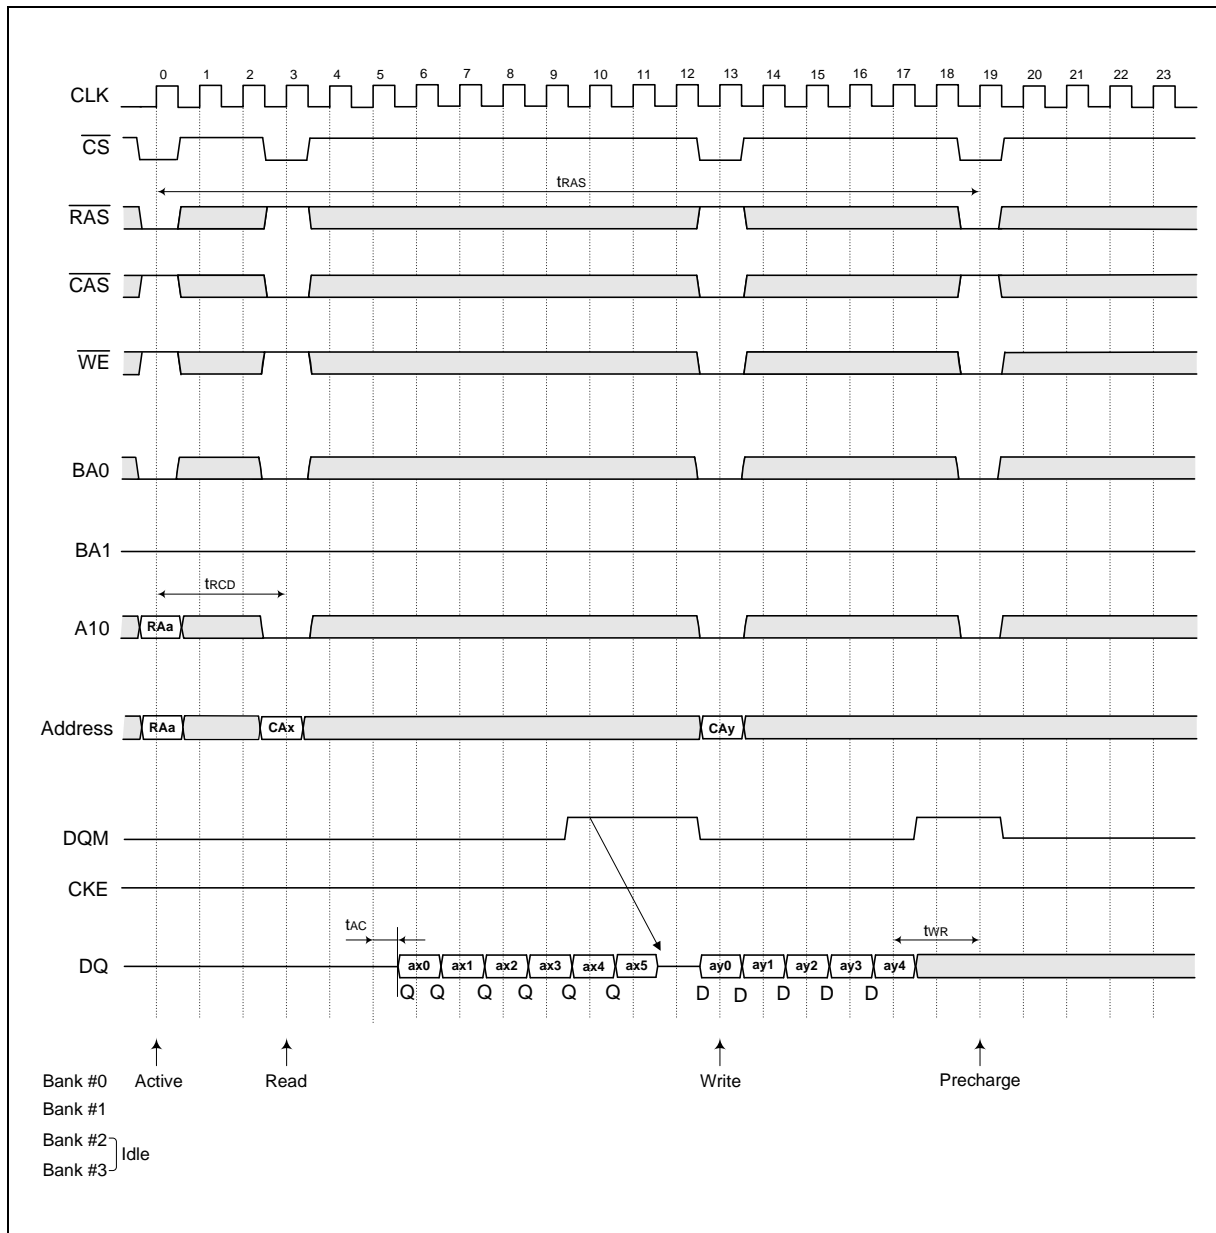 0 1 2 3 4 5 6 7 8 9 10 11 12 13 14 15 16 17 18 19 20 21 22 23
CLK
CS
tRAS
RAS
CAS
WE
BA0
BA1
tRCD
A10 RAa
Address RAa CAx CAy
DQM
CKE
tAC tWR
DQ ax0 ax1 ax2 ax3 ax4 ax5 ay0 ay1 ay2 ay3 ay4
Q Q Q Q Q Q D D D D D
Bank #0 Active Read Write Precharge
Bank #1
Bank #2
Idle
Bank #3